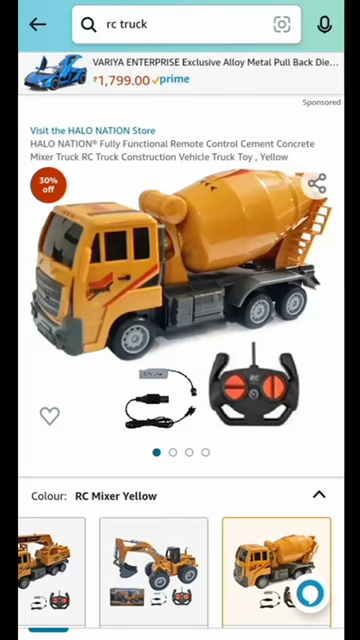 rc truck
VARIYA ENTERPRISE Exclusive Alloy Metal Pull Back Die...
₹1,799.00 prime
Sponsored
Visit the HALO NATION Store
HALO NATION® Fully Functional Remote Control Cement Concrete
Mixer Truck RC Truck Construction Vehicle Truck Toy , Yellow
30%
off
RC
Colour: RC Mixer Yellow